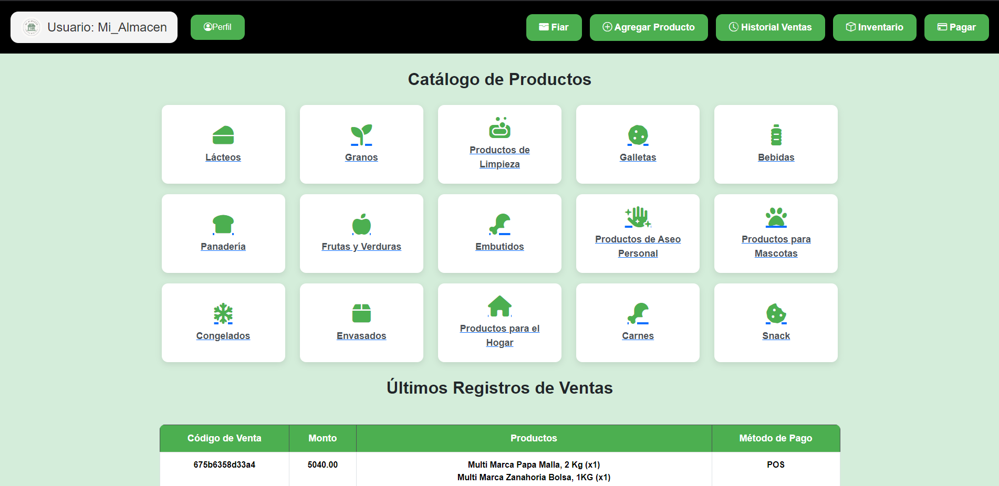 Usuario: Mi_Almacen
Perfil
Fiar
Agregar Producto
Historial Ventas
Inventario
Pagar
Catálogo de Productos
Lácteos
Granos
Productos de
Limpieza
Galletas
Bebidas
Panadería
Frutas y Verduras
Embutidos
Productos de Aseo
Personal
Productos para
Mascotas
Congelados
Envasados
Productos para el
Hogar
Carnes
Snack
Últimos Registros de Ventas
Código de Venta
Monto
Productos
Método de Pago
675b6358d33a4
5040.00
Multi Marca Papa Malla, 2 Kg (x1)
Multi Marca Zanahoria Bolsa, 1KG (x1)
POS